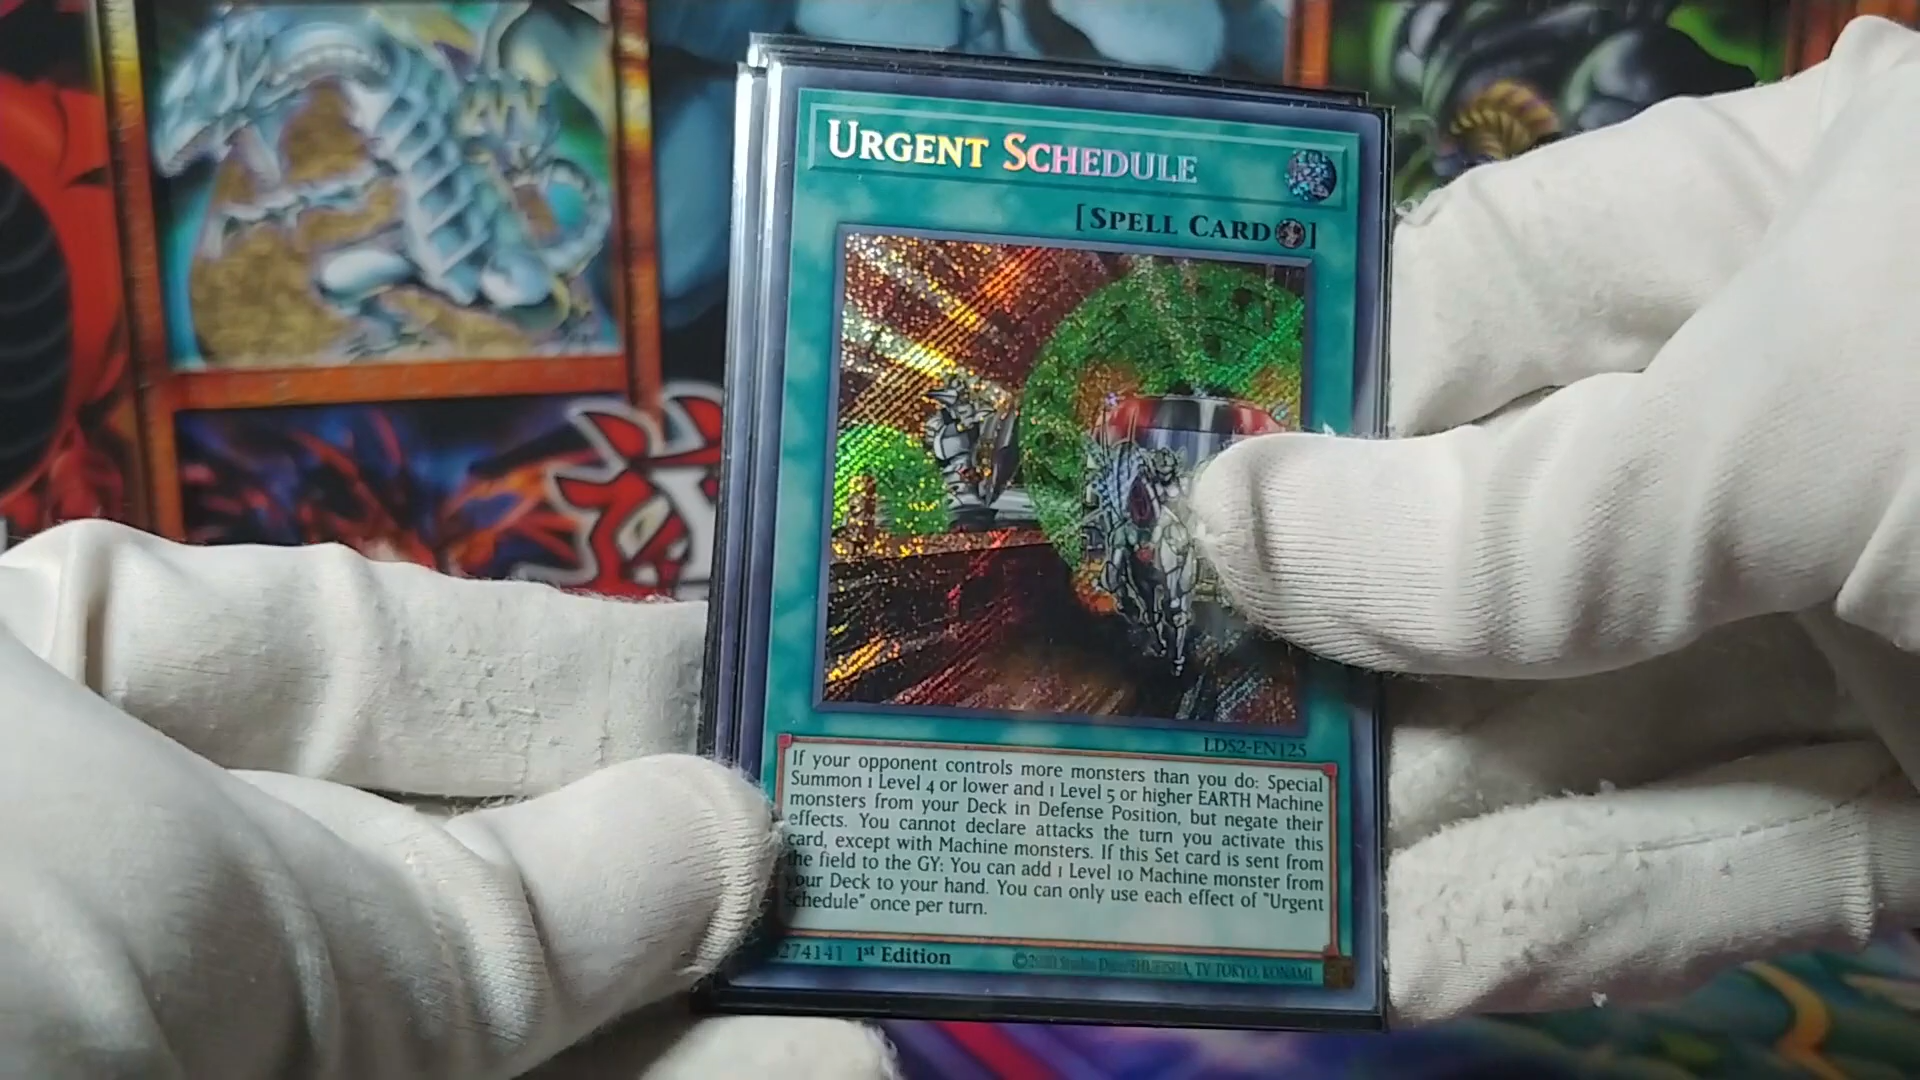 URGENT SCHEDULE
[SPELL CARD]
LDS2-EN125
If your opponent controls more monsters than you do: Special
Summon 1 Level 4 or lower and 1 Level 5 or higher EARTH Machine
monsters from your Deck in Defense Position, but negate their
effects. You cannot declare attacks the turn you activate this
card, except with Machine monsters. If this Set card is sent from
the field to the GY: You can add 1 Level 10 Machine monster from
your Deck to your hand. You can only use each effect of "Urgent
Schedule" once per turn.
274141 1st Edition
©2020 Studio Dice/SHUEISHA, TV TOKYO, KONAMI